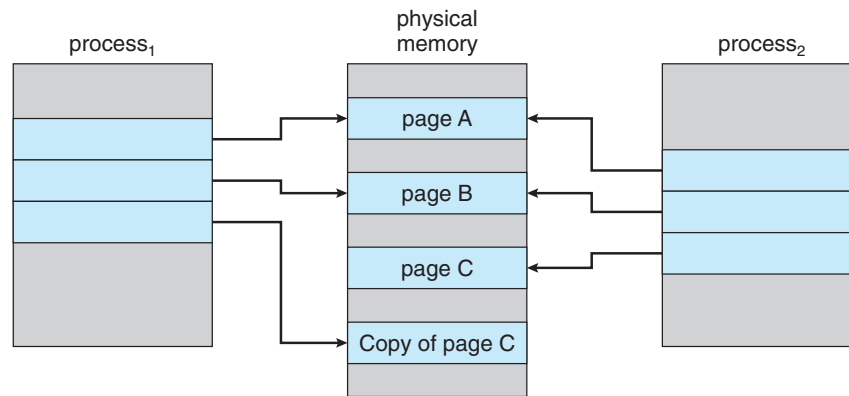 process₁
physical
memory
process₂
page A
page B
page C
Copy of page C